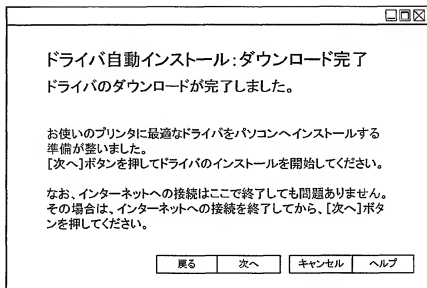 ドライバ自動インストール：ダウンロード完了
ドライバのダウンロードが完了しました。
お使いのプリンタに最適なドライバをパソコンへインストールする
準備が整いました。
[次へ]ボタンを押してドライバのインストールを開始してください。
なお、インターネットへの接続はここで終了しても問題ありません。
その場合は、インターネットへの接続を終了してから、[次へ]ボタ
ンを押してください。
戻る 次へ キャンセル ヘルプ